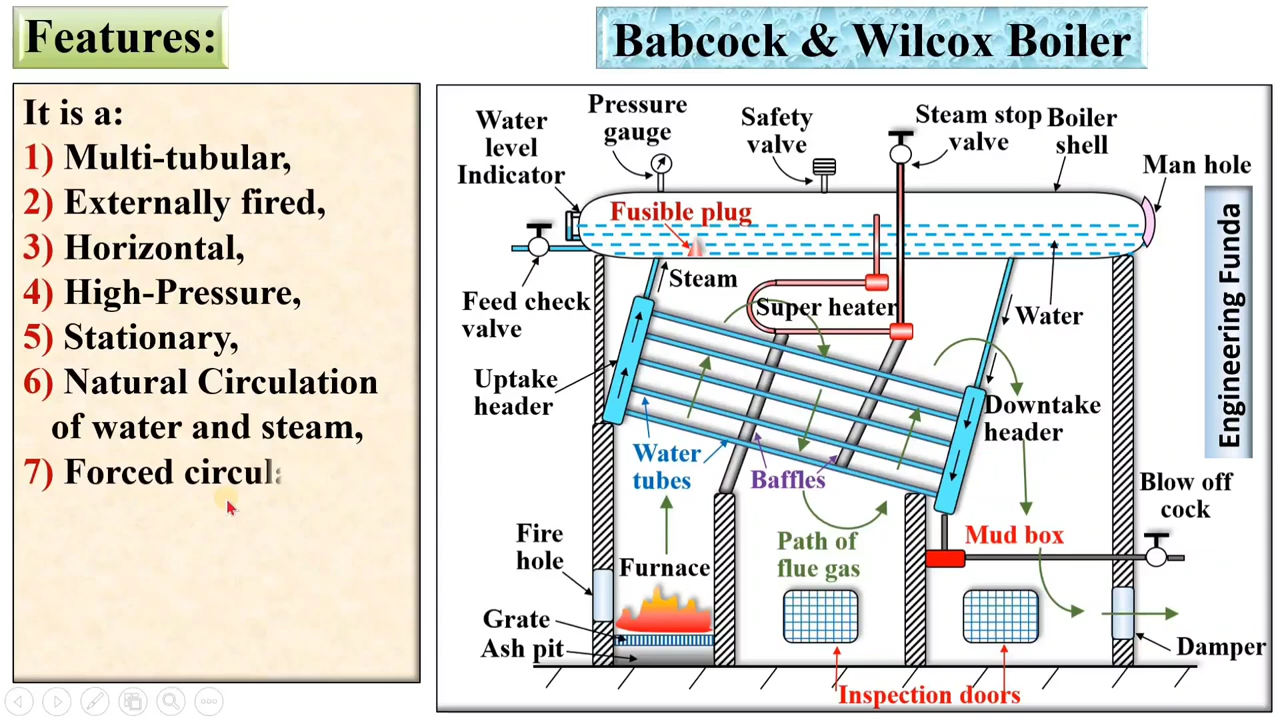 Features:
Babcock & Wilcox Boiler
It is a:
1) Multi-tubular,
2) Externally fired,
3) Horizontal,
4) High-Pressure,
5) Stationary,
6) Natural Circulation
of water and steam,
7) Forced
Water
level
Indicator
Pressure
gauge
Safety
valve
Steam stop
valve
Boiler
shell
Man hole
Fusible plug
Steam
Super heater
Feed check
valve
Water
Uptake
header
Downtake
header
Water
tubes
Baffles
Blow off
cock
Mud box
Path of
flue gas
Fire
hole
Furnace
Grate
Ash pit
Damper
Inspection doors
Engineering Funda